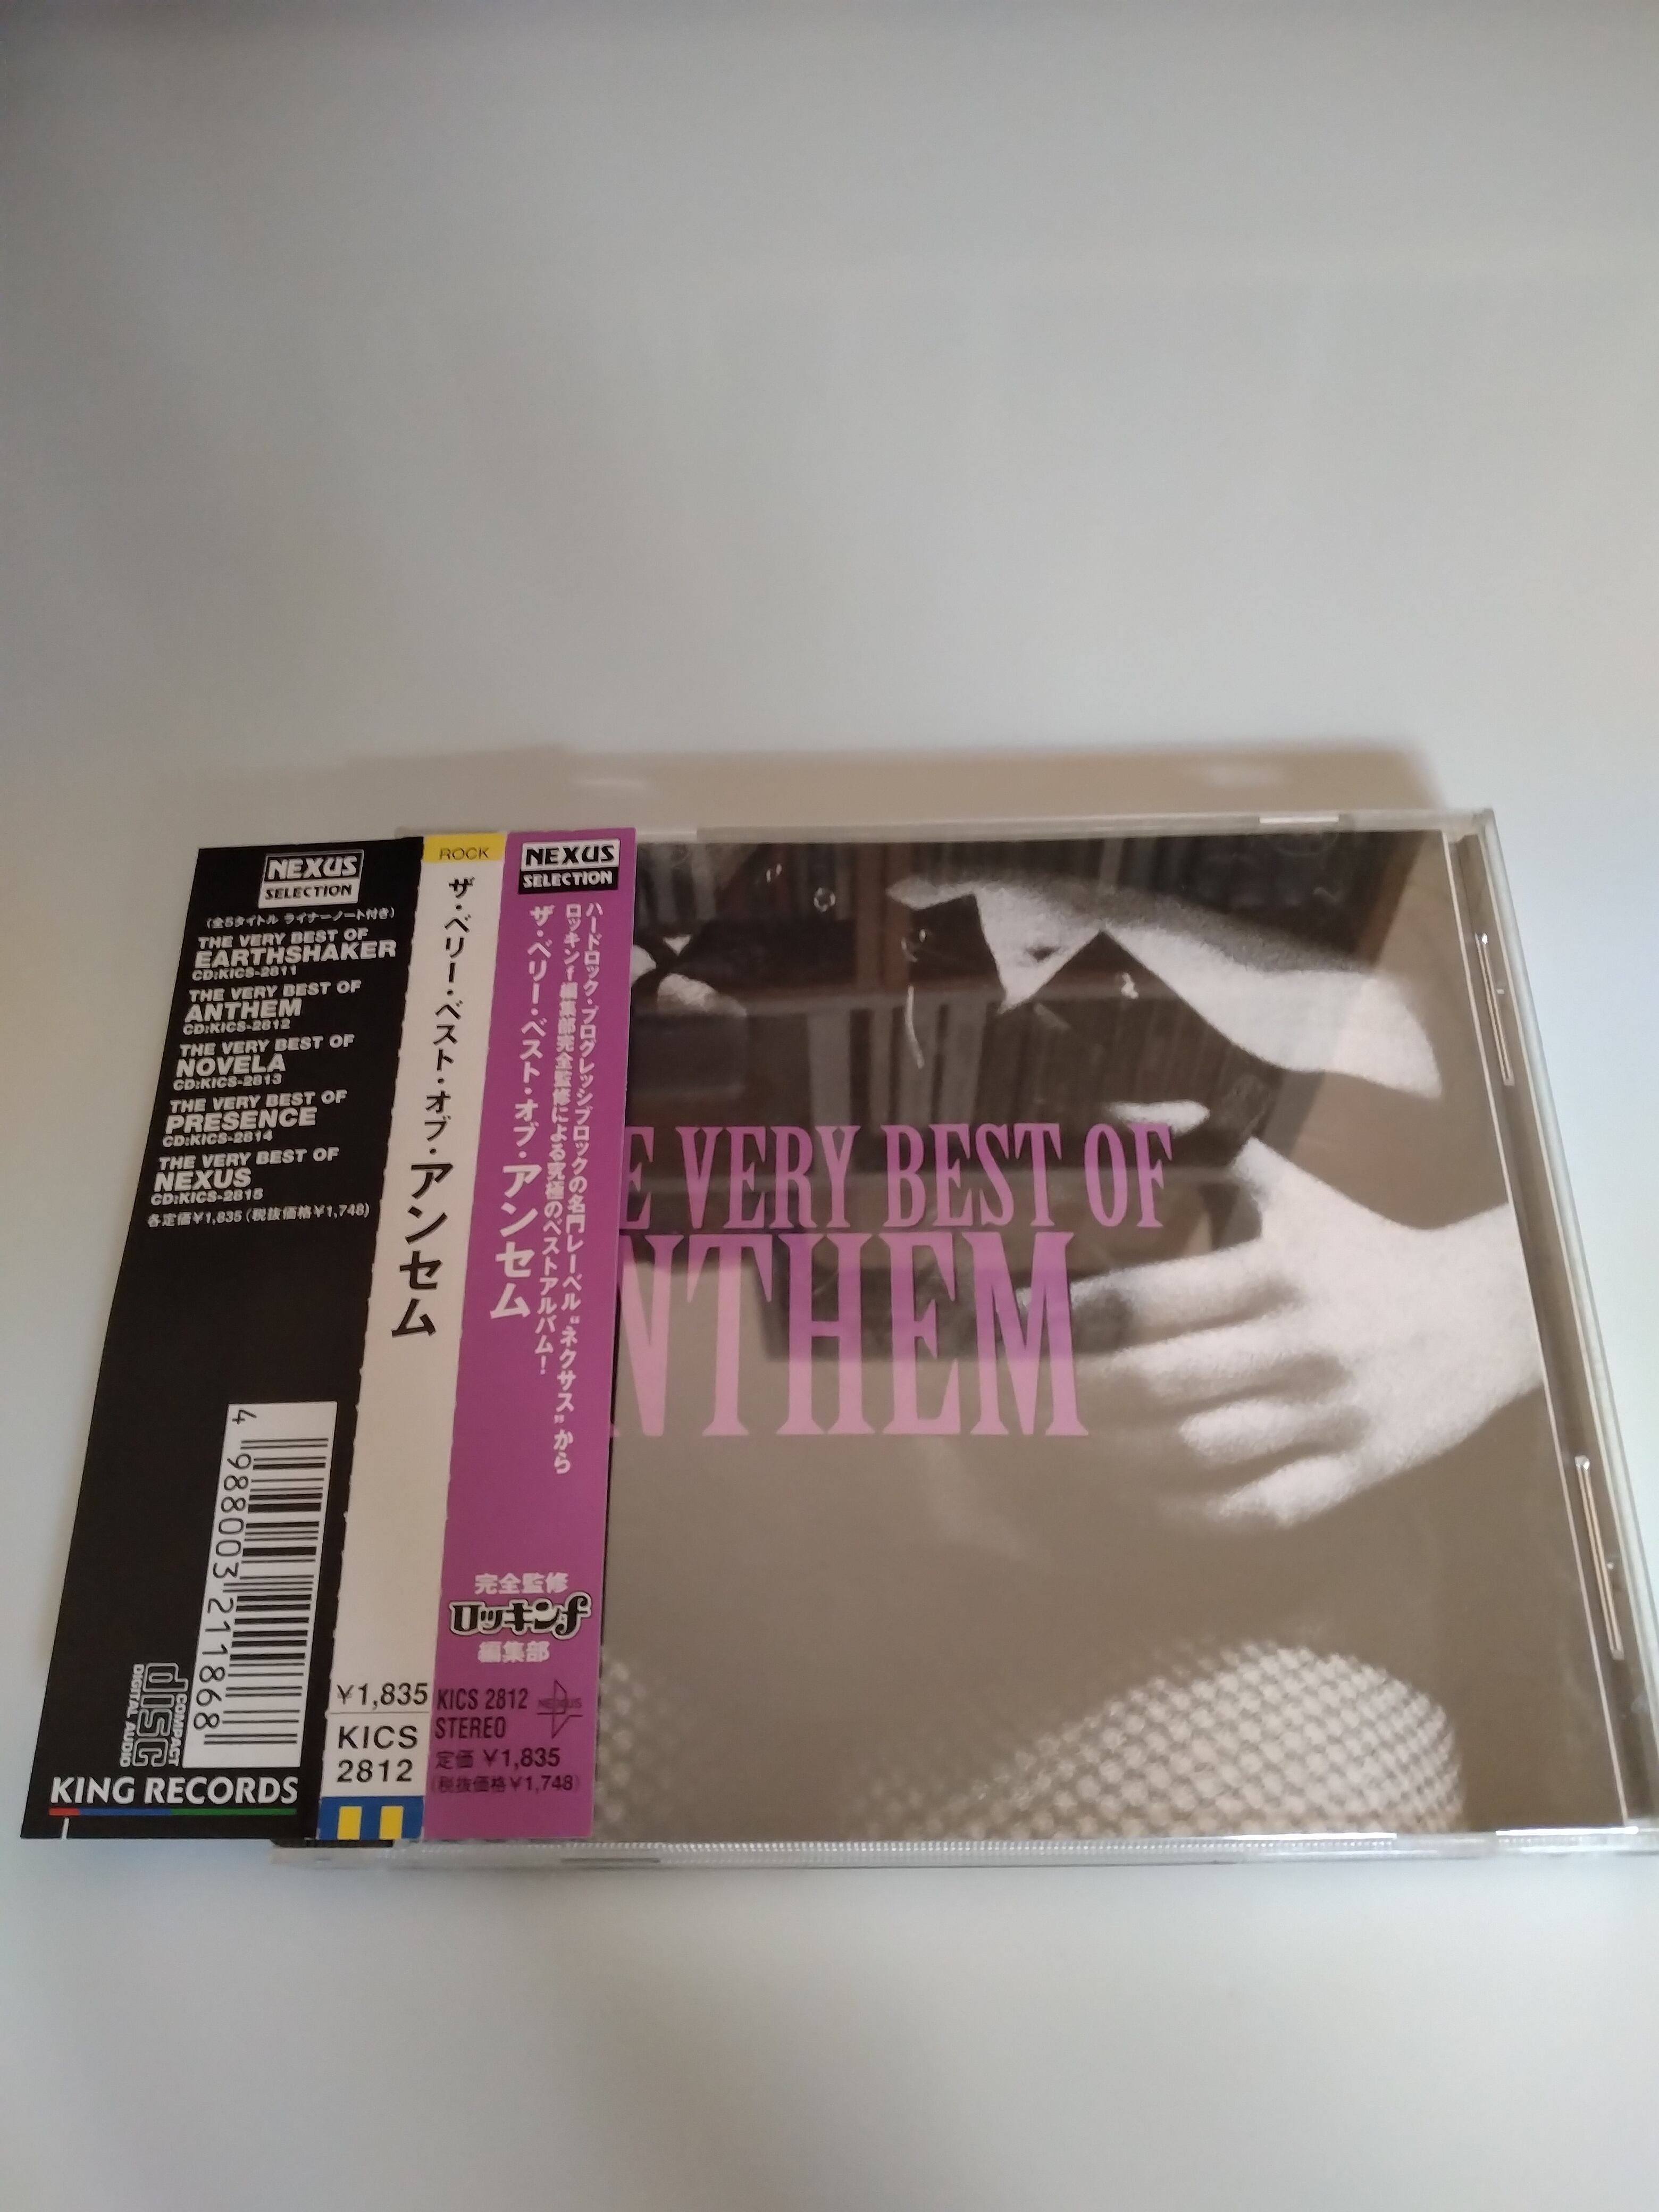 NEXUS
SELECTION
(全5タイトル ライナーノート付き)
THE VERY BEST OF
EARTHSHAKER
CD:KICS-2811
THE VERY BEST OF
ANTHEM
CD:KICS-2812
THE VERY BEST OF
NOVELA
CD:KICS-2813
THE VERY BEST OF
PRESENCE
CD:KICS-2814
THE VERY BEST OF
NEXUS
CD:KICS-2815
各定価¥1,835 (税抜価格¥1,748)
4 988003 211868
COMPACT
disc
DIGITAL AUDIO
KING RECORDS
ROCK
ザ・ベリー・ベスト・オブ・アンセム
¥1,835
KICS
2812
NEXUS
SELECTION
ハードロック・プログレッシブロックの名門レーベル“ネクサス”から
ロッキンf編集部完全監修による究極のベストアルバム!
ザ・ベリー・ベスト・オブ・アンセム
完全監修
ロッキンf
編集部
KICS 2812
STEREO
NEXUS
定価 ¥1,835
(税抜価格¥1,748)
E VERY BEST OF
NTHEM